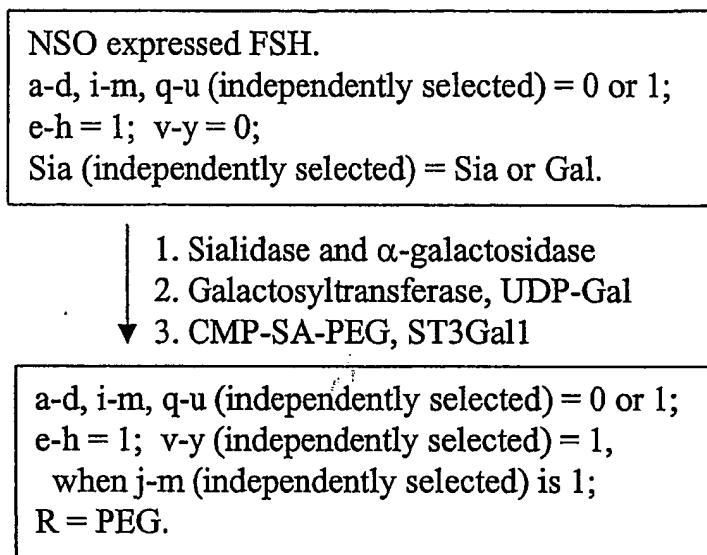 NSO expressed FSH.
a-d, i-m, q-u (independently selected) = 0 or 1;
e-h = 1; v-y = 0;
Sia (independently selected) = Sia or Gal.
1. Sialidase and α-galactosidase
2. Galactosyltransferase, UDP-Gal
3. CMP-SA-PEG, ST3Gal1
a-d, i-m, q-u (independently selected) = 0 or 1;
e-h = 1; v-y (independently selected) = 1,
when j-m (independently selected) is 1;
R = PEG.